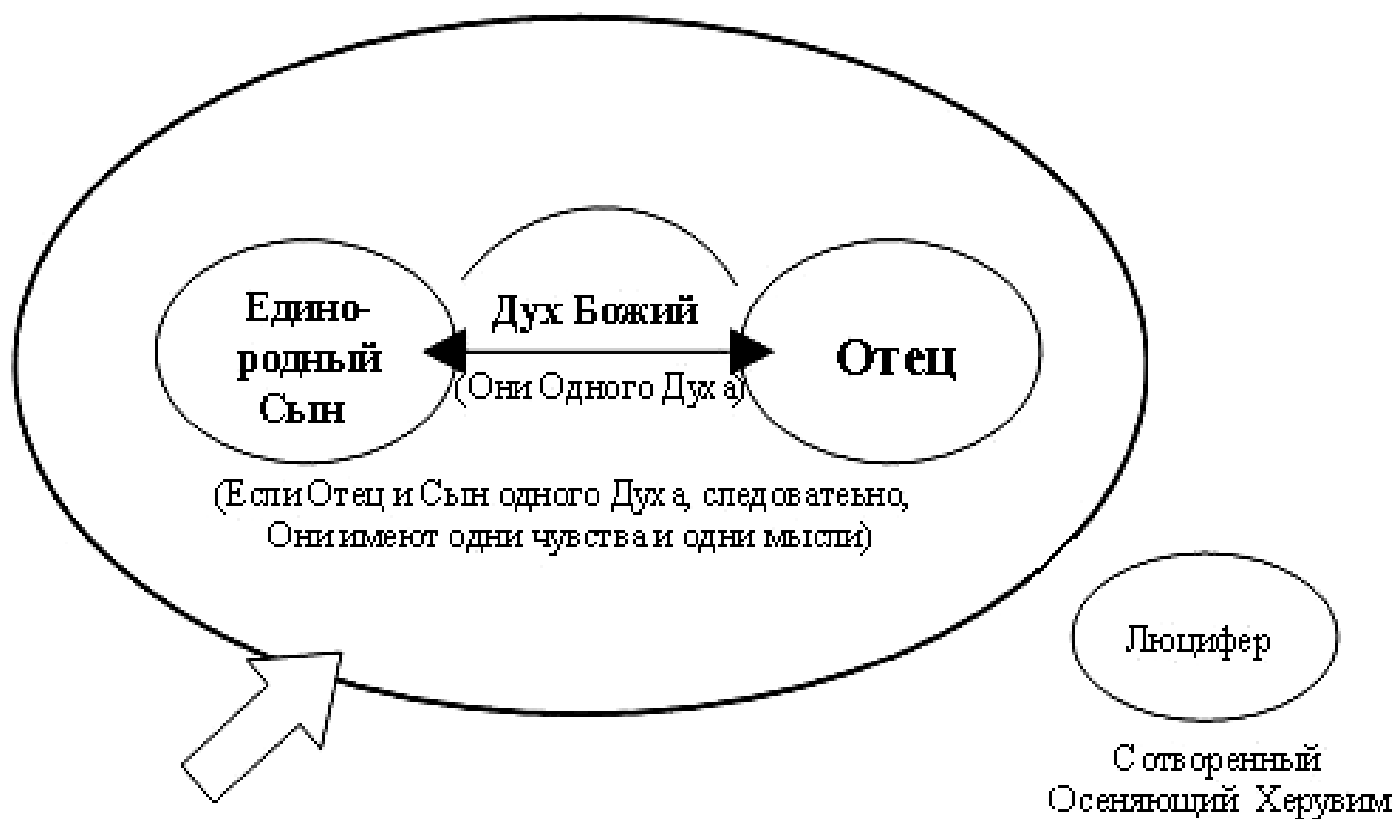 Едино-
родный
Сын
Дух Божий
(Они Одного Духа)
Отец
(Если Отец и Сын одного Духа, следоватеьно,
Они имеют одни чувства и одни мысли)
Люцифер
Сотворенный
Осеняющий Херувим